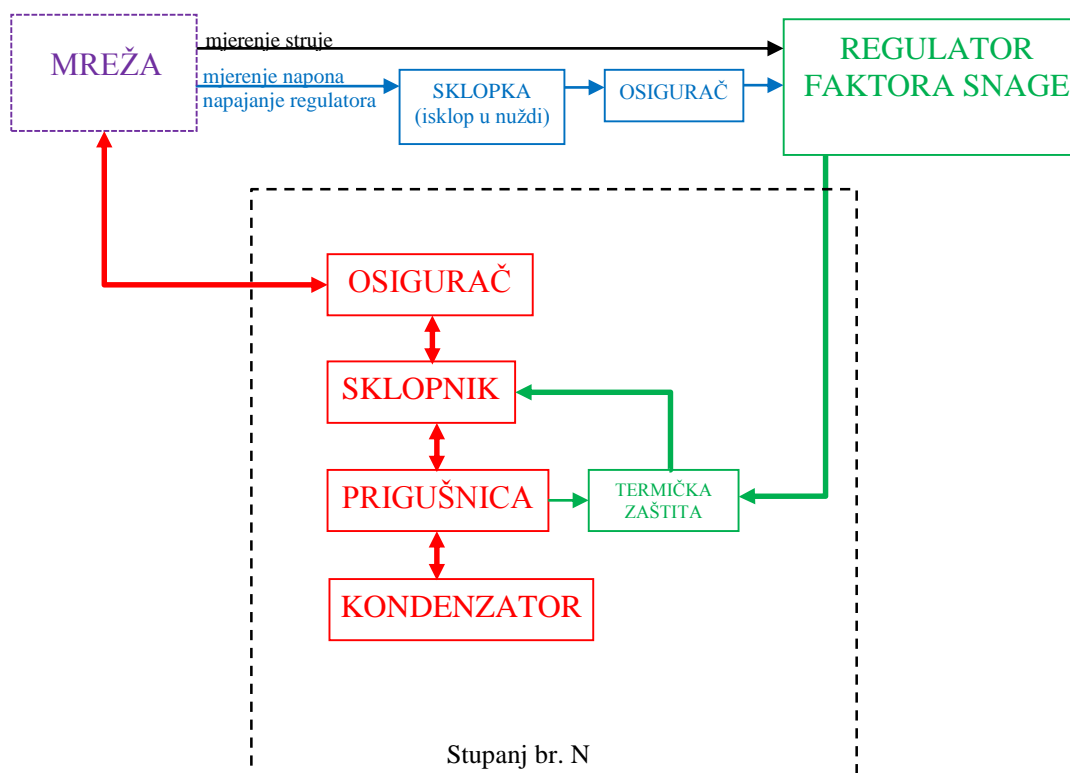 MREŽA
mjerenje struje
mjerenje napona
napajanje regulatora
SKLOPKA
(isklop u nuždi)
OSIGURAČ
REGULATOR
FAKTORA SNAGE
OSIGURAČ
SKLOPNIK
PRIGUŠNICA
TERMIČKA
ZAŠTITA
KONDENZATOR
Stupanj br. N